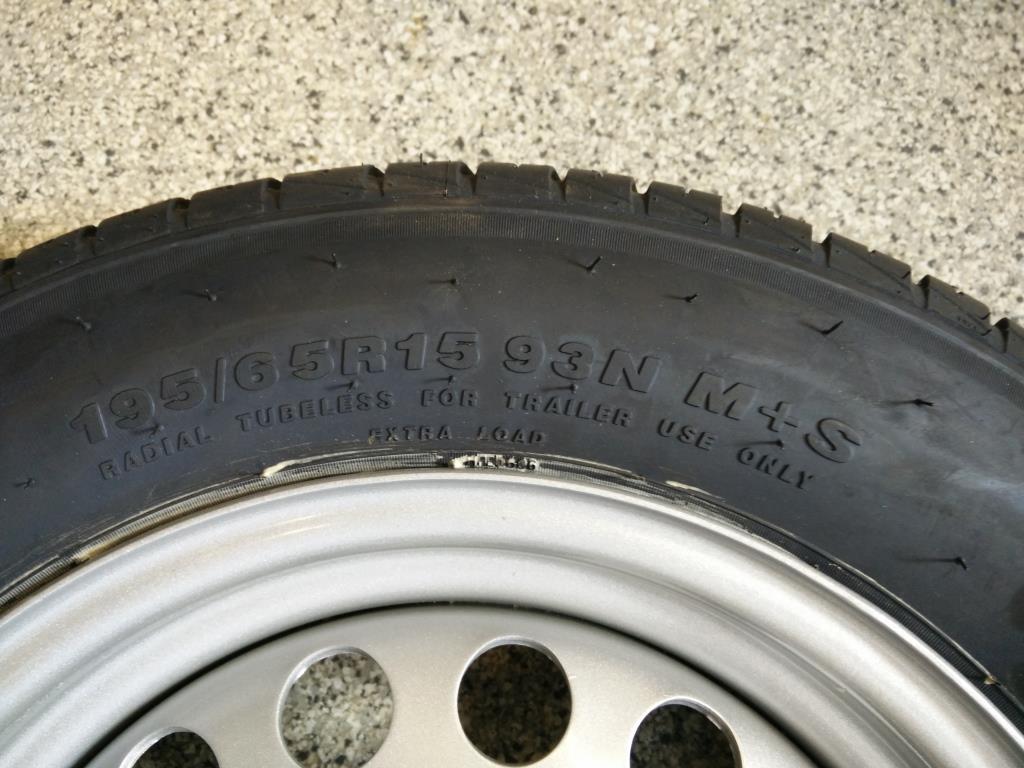 195/65R15 93N M+S
RADIAL TUBELESS FOR TRAILER USE ONLY
EXTRA LOAD